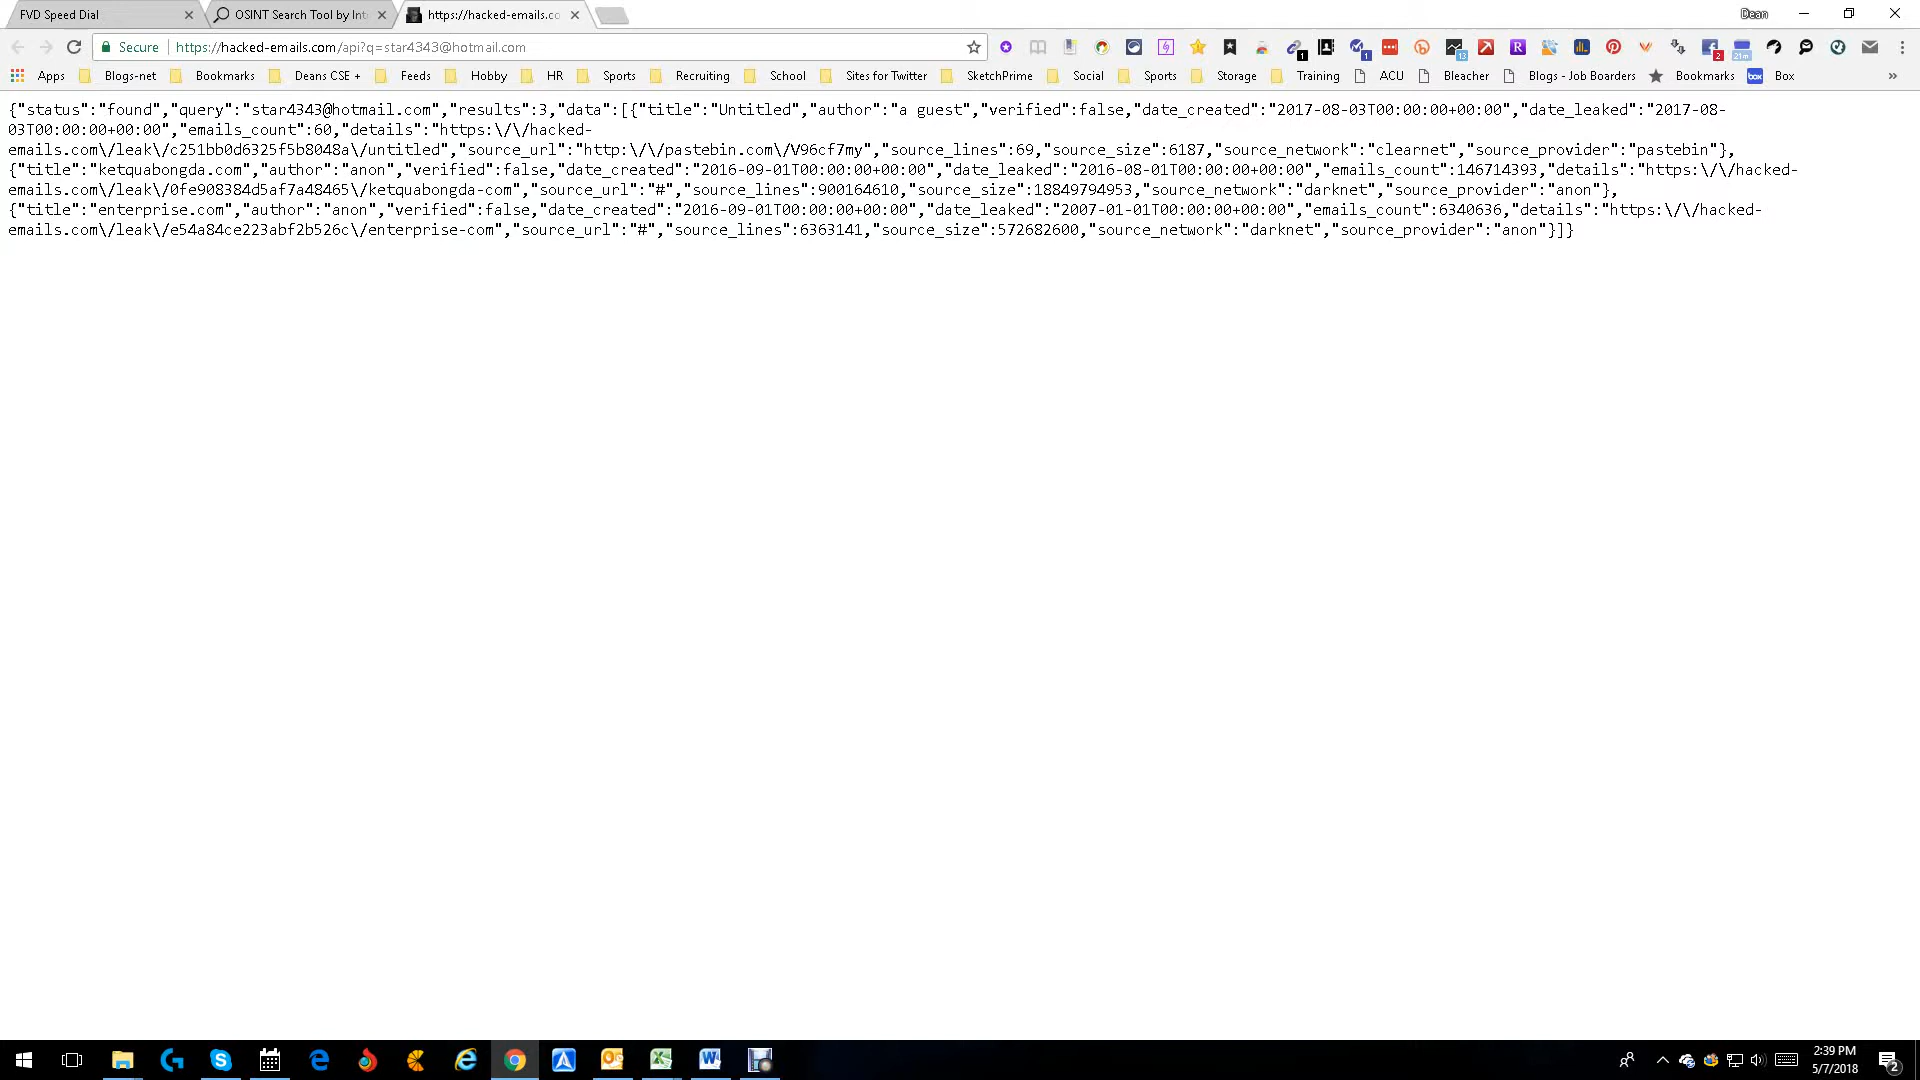 FVD Speed Dial
OSINT Search Tool by Int
https://hacked-emails.co
Dean
Secure
https://hacked-emails.com/api?q=star4343@hotmail.com
1
1
13
2
21m
Apps
Blogs-net
Bookmarks
Deans CSE +
Feeds
Hobby
HR
Sports
Recruiting
School
Sites for Twitter
SketchPrime
Social
Sports
Storage
Training
ACU
Bleacher
Blogs - Job Boarders
Bookmarks
box
Box
»
{"status":"found","query":"star4343@hotmail.com","results":3,"data":[{"title":"Untitled","author":"a guest","verified":false,"date_created":"2017-08-03T00:00:00+00:00","date_leaked":"2017-08-
03T00:00:00+00:00","emails_count":60,"details":"https:\/\/hacked-
emails.com\/leak\/c251bb0d6325f5b8048a\/untitled","source_url":"http:\/\/pastebin.com\/V96cf7my","source_lines":69,"source_size":6187,"source_network":"clearnet","source_provider":"pastebin"},
{"title":"ketquabongda.com","author":"anon","verified":false,"date_created":"2016-09-01T00:00:00+00:00","date_leaked":"2016-08-01T00:00:00+00:00","emails_count":146714393,"details":"https:\/\/hacked-
emails.com\/leak\/0fe908384d5af7a48465\/ketquabongda-com","source_url":"#","source_lines":900164610,"source_size":18849794953,"source_network":"darknet","source_provider":"anon"},
{"title":"enterprise.com","author":"anon","verified":false,"date_created":"2016-09-01T00:00:00+00:00","date_leaked":"2007-01-01T00:00:00+00:00","emails_count":6340636,"details":"https:\/\/hacked-
emails.com\/leak\/e54a84ce223abf2b526c\/enterprise-com","source_url":"#","source_lines":6363141,"source_size":572682600,"source_network":"darknet","source_provider":"anon"}]}
2:39 PM
5/7/2018
2